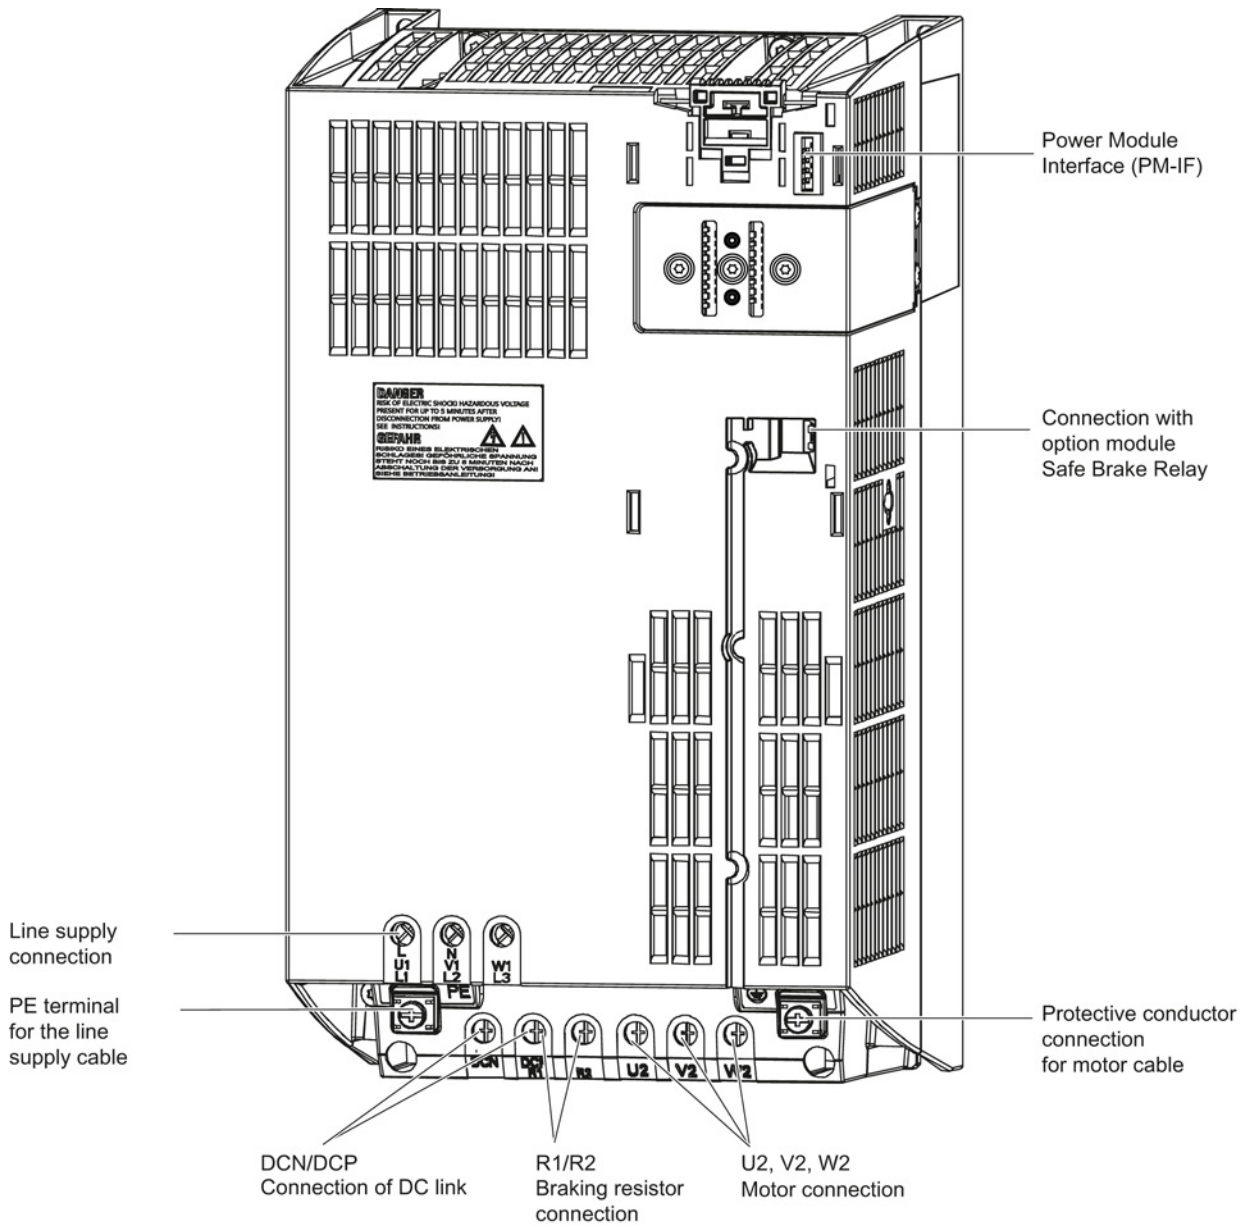 Power Module
Interface (PM-IF)
DANGER
RISK OF ELECTRIC SHOCK! HAZARDOUS VOLTAGE
PRESENT FOR UP TO 5 MINUTES AFTER
DISCONNECTION FROM POWER SUPPLY!
SEE INSTRUCTIONS!
GEFAHR
RISIKO EINES ELEKTRISCHEN
SCHLAGES! GEFÖHRLICHE SPANNUNG
STEHT NOCH BIS ZU 5 MINUTEN NACH
ABSCHALTUNG DER VERSORGUNG AN!
SIEHE BETRIEBSANLEITUNG!
Connection with
option module
Safe Brake Relay
Line supply
connection
L
U1
L1
N
V1
L2
W1
L3
PE
PE terminal
for the line
supply cable
Protective conductor
connection
for motor cable
DCN
R1
R2
U2
V2
W2
DCN/DCP
Connection of DC link
R1/R2
Braking resistor
connection
U2, V2, W2
Motor connection